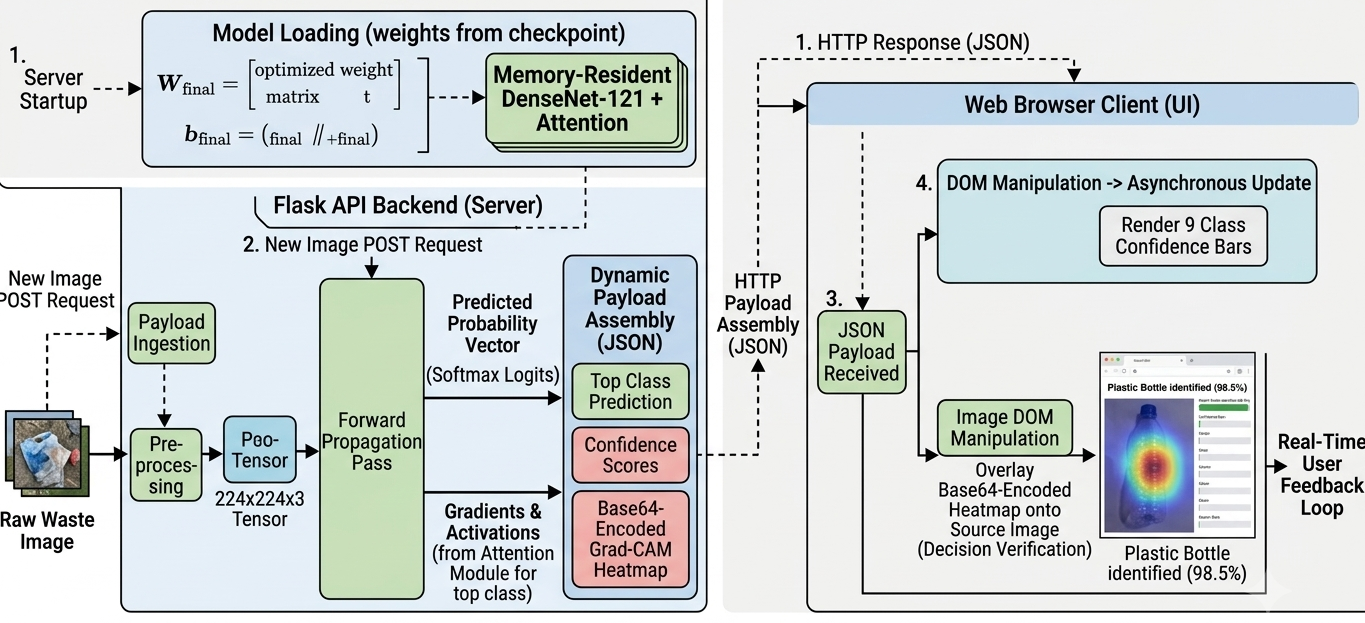 1.
Server
Startup
Model Loading (weights from checkpoint)
W_final = [optimized weight
matrix t]
b_final = (final //+final)
Memory-Resident
DenseNet-121 +
Attention
Flask API Backend (Server)
2. New Image POST Request
New Image
POST Request
Payload
Ingestion
Raw Waste
Image
Pre-
proces-
sing
Poo-
Tensor
224x224x3
Tensor
Forward
Propagation
Pass
Predicted
Probability
Vector
(Softmax Logits)
Gradients &
Activations
(from Attention
Module for
top class)
Dynamic
Payload
Assembly
(JSON)
Top Class
Prediction
Confidence
Scores
Base64-
Encoded
Grad-CAM
Heatmap
HTTP
Payload
Assembly
(JSON)
1. HTTP Response (JSON)
Web Browser Client (UI)
4. DOM Manipulation -> Asynchronous Update
Render 9 Class
Confidence Bars
3.
JSON
Payload
Received
Image DOM
Manipulation
Overlay
Base64-Encoded
Heatmap onto
Source Image
(Decision Verification)
Plastic Bottle identified (98.5%)
Plastic Bottle
identified (98.5%)
Real-Time
User
Feedback
Loop